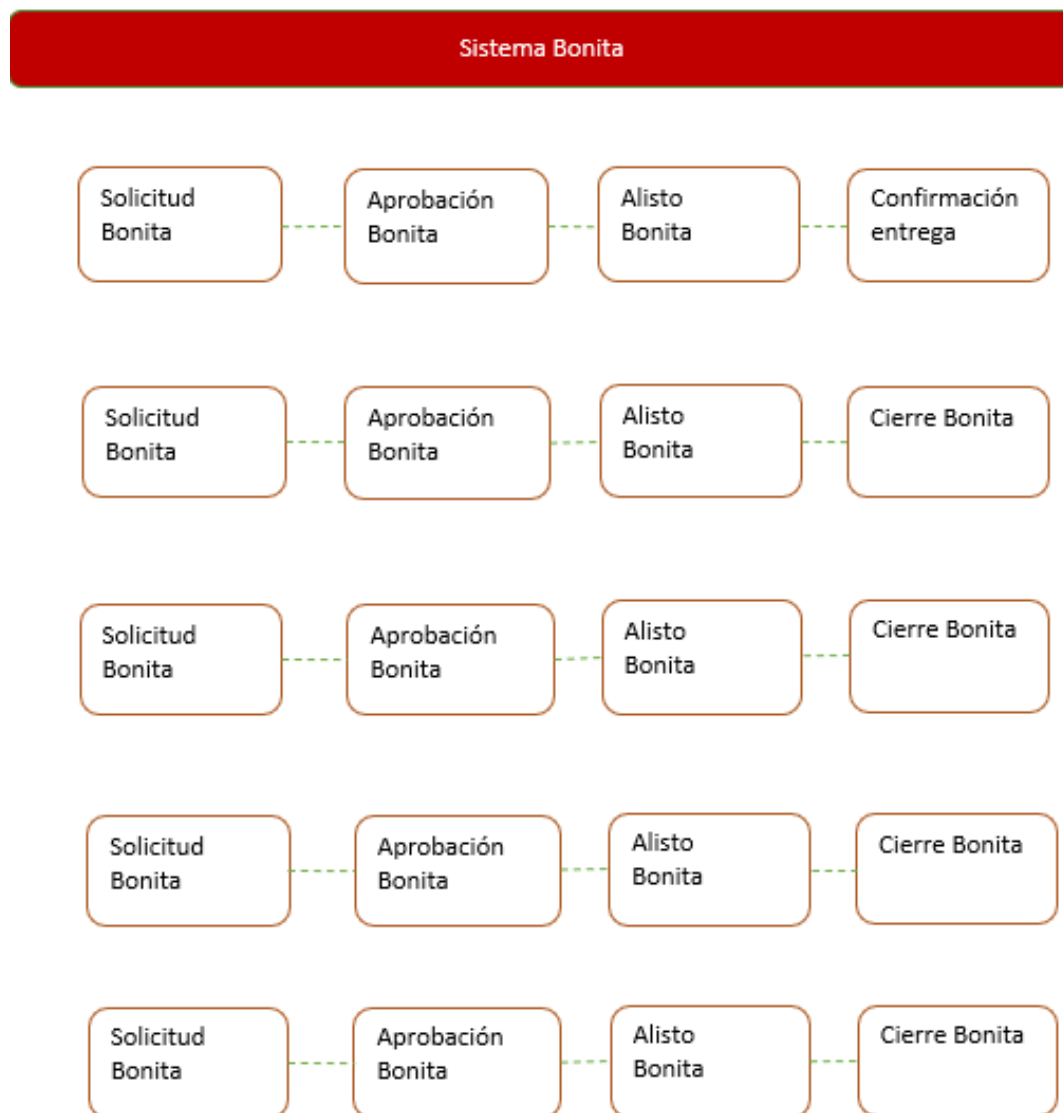 Sistema Bonita
Solicitud
Bonita
Aprobación
Bonita
Alisto
Bonita
Confirmación
entrega
Solicitud
Bonita
Aprobación
Bonita
Alisto
Bonita
Cierre Bonita
Solicitud
Bonita
Aprobación
Bonita
Alisto
Bonita
Cierre Bonita
Solicitud
Bonita
Aprobación
Bonita
Alisto
Bonita
Cierre Bonita
Solicitud
Bonita
Aprobación
Bonita
Alisto
Bonita
Cierre Bonita